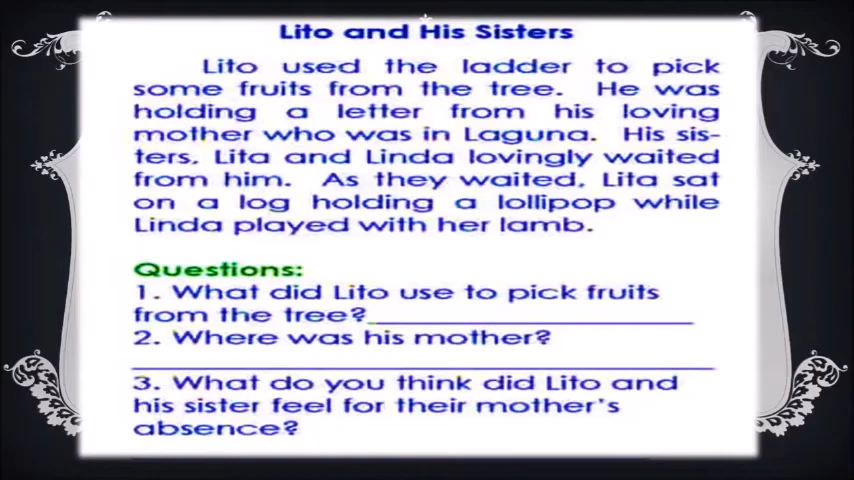 Lito and His Sisters
Lito used the ladder to pick
some fruits from the tree. He was
holding a letter from his loving
mother who was in Laguna. His sis-
ters, Lita and Linda lovingly waited
from him. As they waited, Lita sat
on a log holding a lollipop while
Linda played with her lamb.
Questions:
1. What did Lito use to pick fruits
from the tree?
2. Where was his mother?
3. What do you think did Lito and
his sister feel for their mother's
absence?